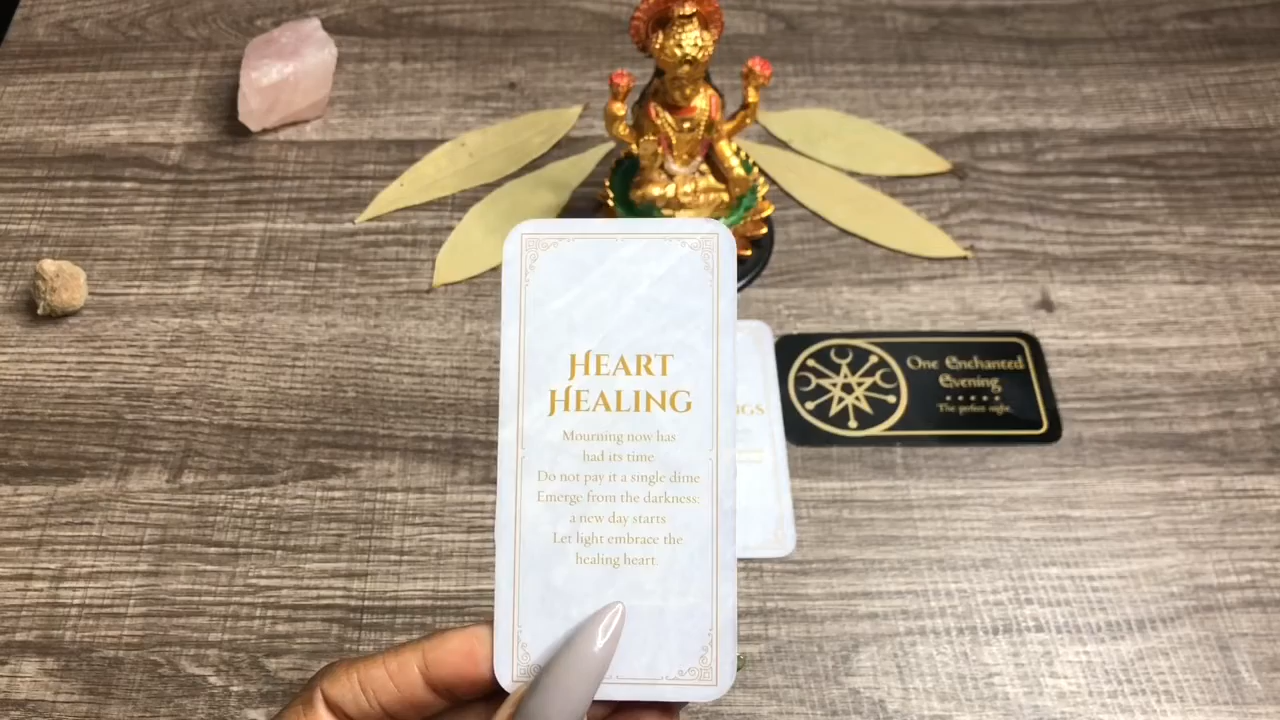 HEART
HEALING
Mourning now has
had its time
Do not pay it a single dime
Emerge from the darkness:
a new day starts
Let light embrace the
healing heart.
NGS
One Enchanted
Evening
The perfect night.